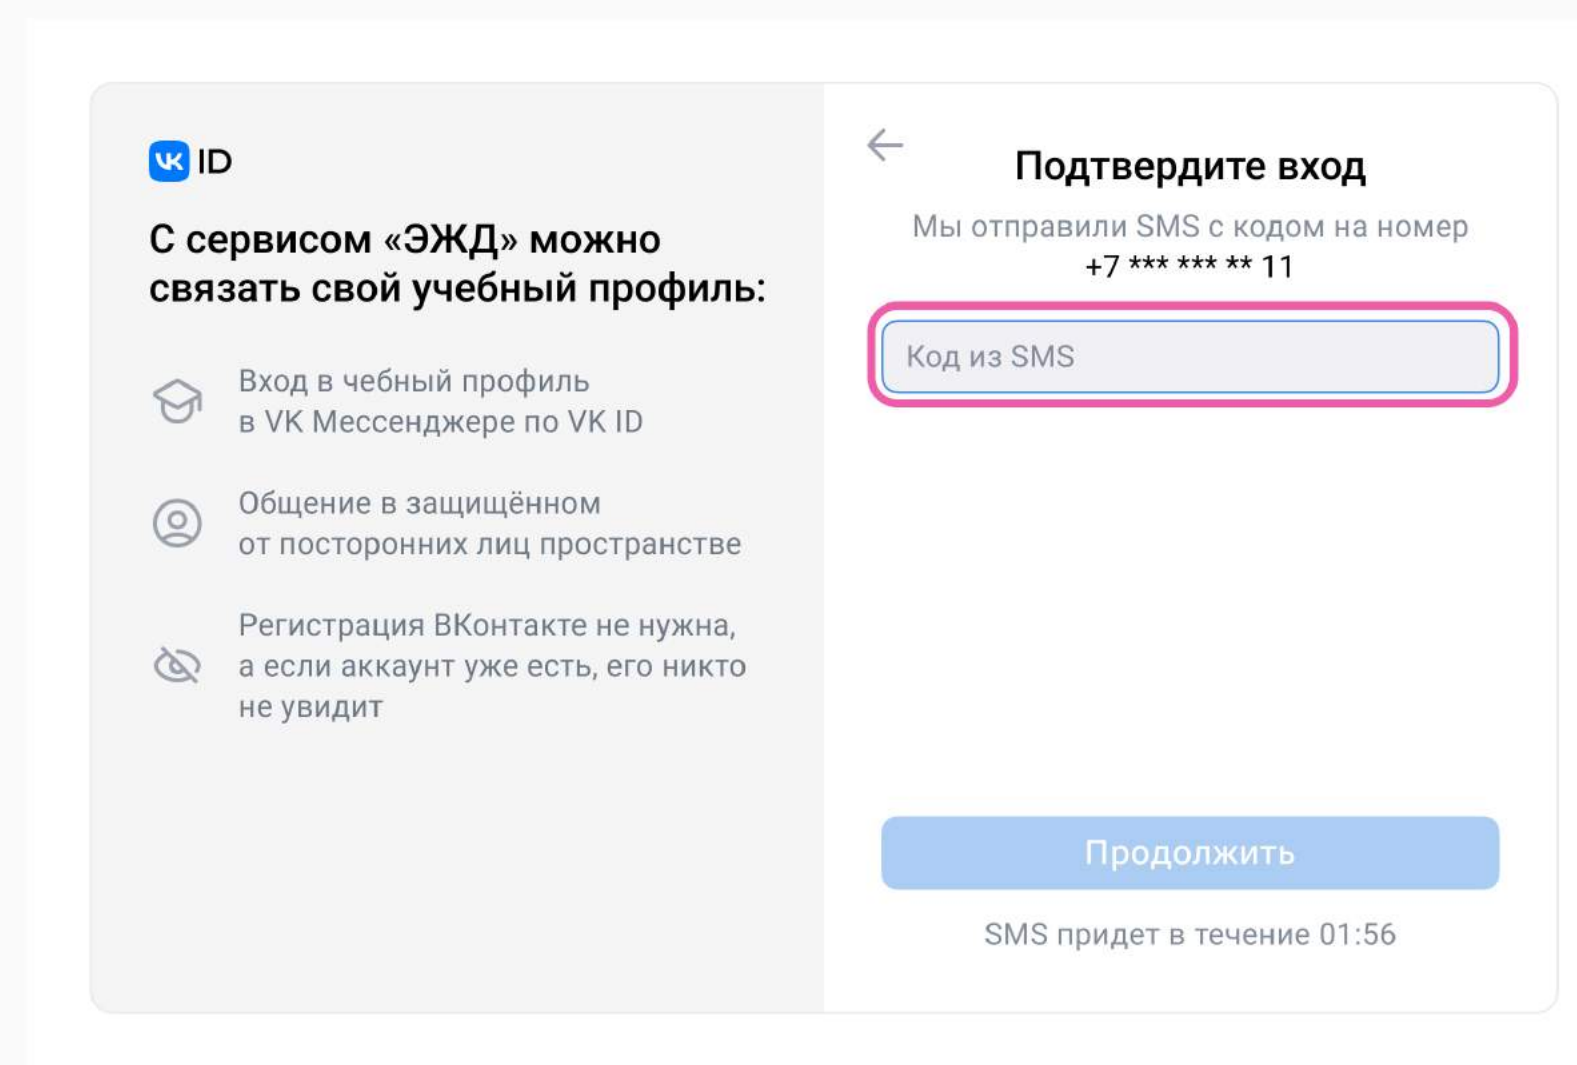 VK ID
С сервисом «ЭЖД» можно
связать свой учебный профиль:
Вход в чебный профиль
в VK Мессенджере по VK ID
Общение в защищённом
от посторонних лиц пространстве
Регистрация ВКонтакте не нужна,
а если аккаунт уже есть, его никто
не увидит
Подтвердите вход
Мы отправили SMS с кодом на номер
+7 *** *** ** 11
Код из SMS
Продолжить
SMS придет в течение 01:56